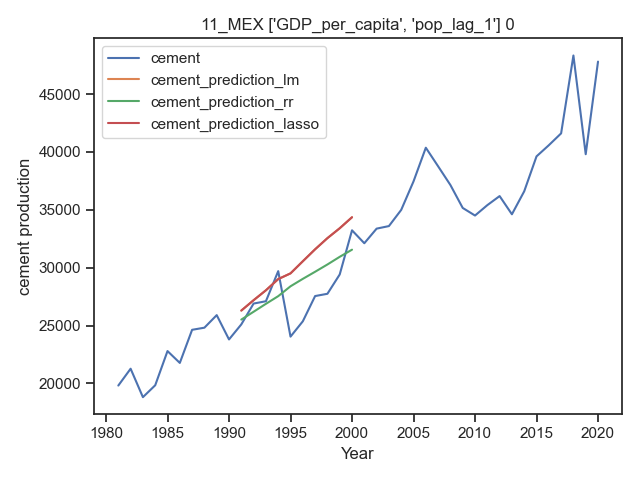 11_MEX ['GDP_per_capita', 'pop_lag_1'] 0
cement
cement_prediction_lm
cement_prediction_rr
cement_prediction_lasso
cement production
45000
40000
35000
30000
25000
20000
1980 1985 1990 1995 2000 2005 2010 2015 2020
Year